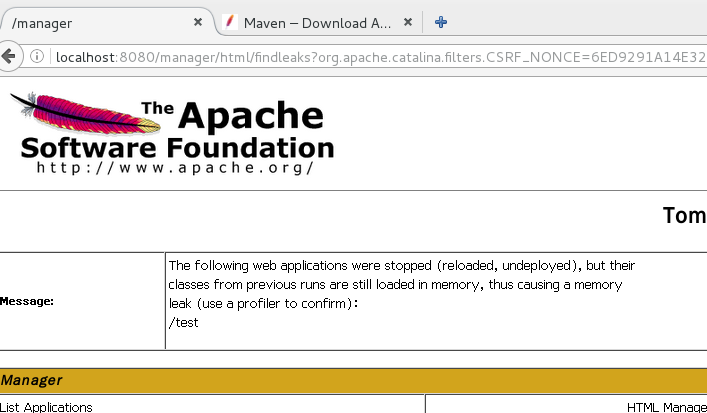 /manager
Maven – Download A...
localhost:8080/manager/html/findleaks?org.apache.catalina.filters.CSRF_NONCE=6ED9291A14E32
The Apache
Software Foundation
http://www.apache.org/
Tom
The following web applications were stopped (reloaded, undeployed), but their
classes from previous runs are still loaded in memory, thus causing a memory
Message:
leak (use a profiler to confirm):
/test
Manager
List Applications
HTML Manage